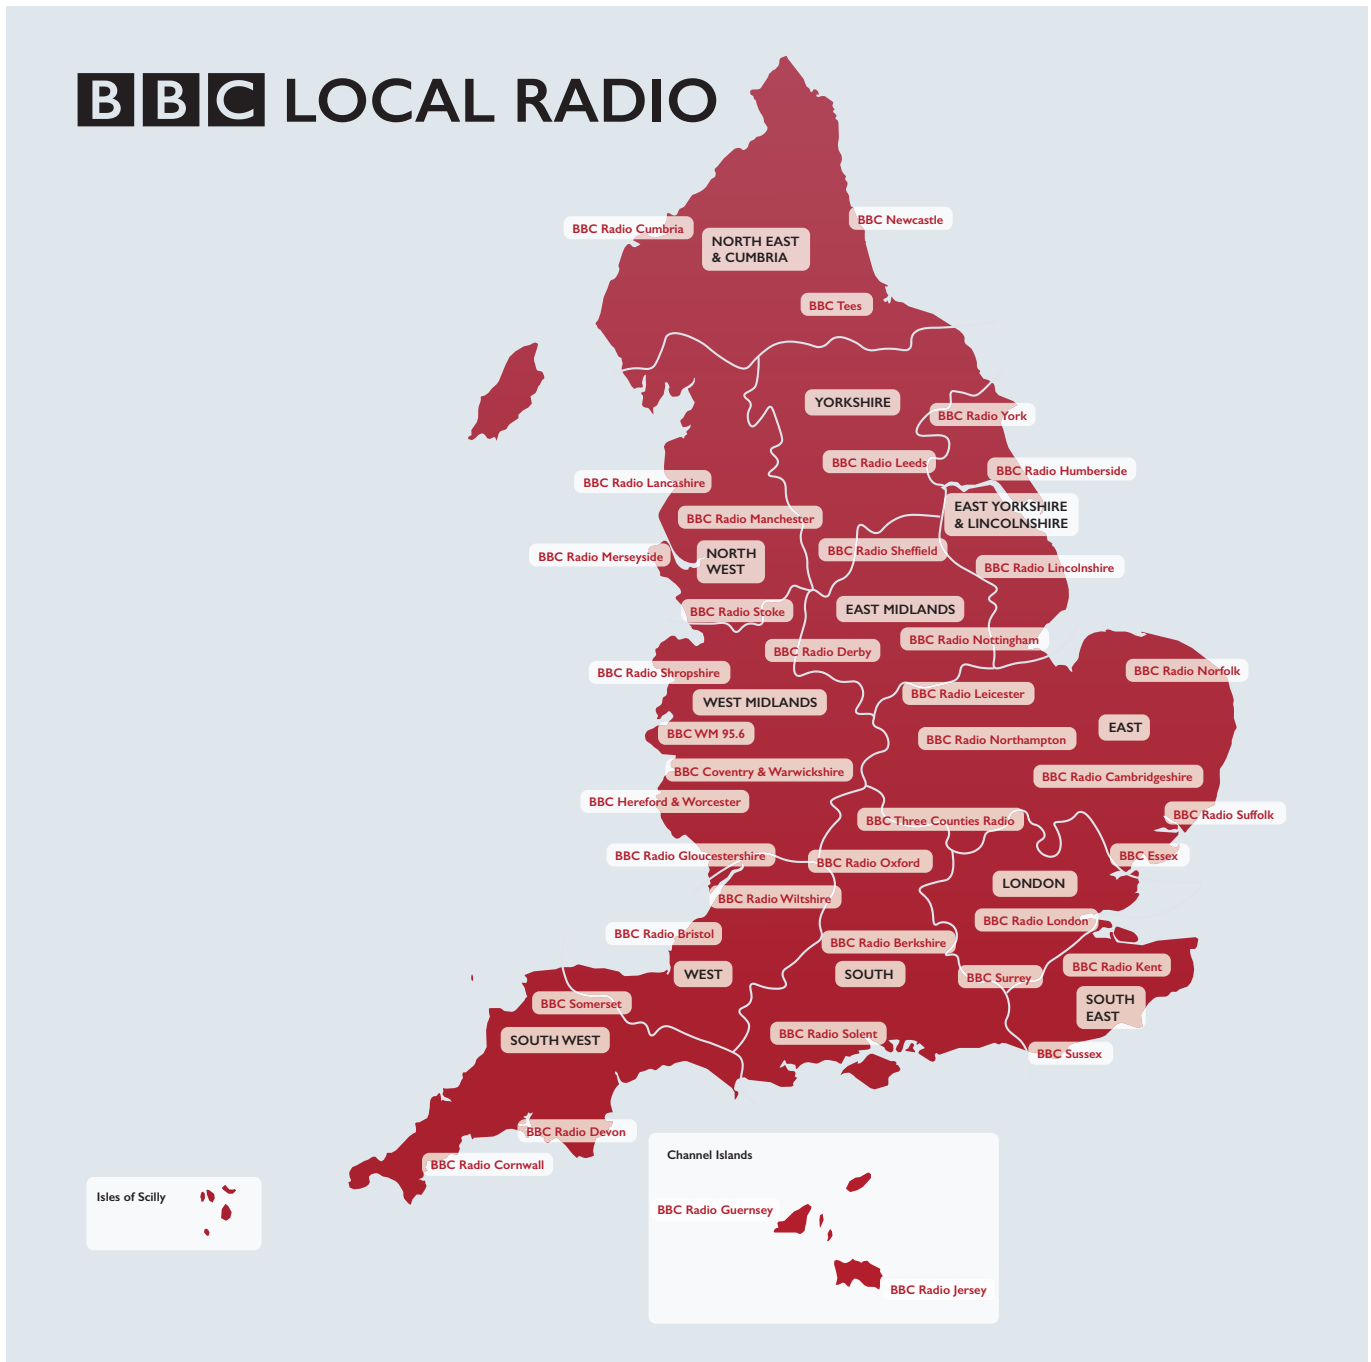 BBC LOCAL RADIO
BBC Newcastle
BBC Radio Cumbria
NORTH EAST
& CUMBRIA
BBC Tees
YORKSHIRE
BBC Radio York
BBC Radio Leeds
BBC Radio Humberside
BBC Radio Lancashire
EAST YORKSHIRE
& LINCOLNSHIRE
BBC Radio Manchester
BBC Radio Sheffield
BBC Radio Merseyside
NORTH
WEST
BBC Radio Lincolnshire
BBC Radio Stoke
EAST MIDLANDS
BBC Radio Nottingham
BBC Radio Derby
BBC Radio Shropshire
BBC Radio Norfolk
BBC Radio Leicester
WEST MIDLANDS
EAST
BBC WM 95.6
BBC Radio Northampton
BBC Coventry & Warwickshire
BBC Radio Cambridgeshire
BBC Hereford & Worcester
BBC Radio Suffolk
BBC Three Counties Radio
BBC Radio Gloucestershire
BBC Radio Oxford
BBC Essex
LONDON
BBC Radio Wiltshire
BBC Radio London
BBC Radio Bristol
BBC Radio Berkshire
BBC Radio Kent
WEST
SOUTH
BBC Surrey
BBC Somerset
SOUTH
EAST
BBC Radio Solent
SOUTH WEST
BBC Sussex
BBC Radio Devon
BBC Radio Cornwall
Channel Islands
Isles of Scilly
BBC Radio Guernsey
BBC Radio Jersey